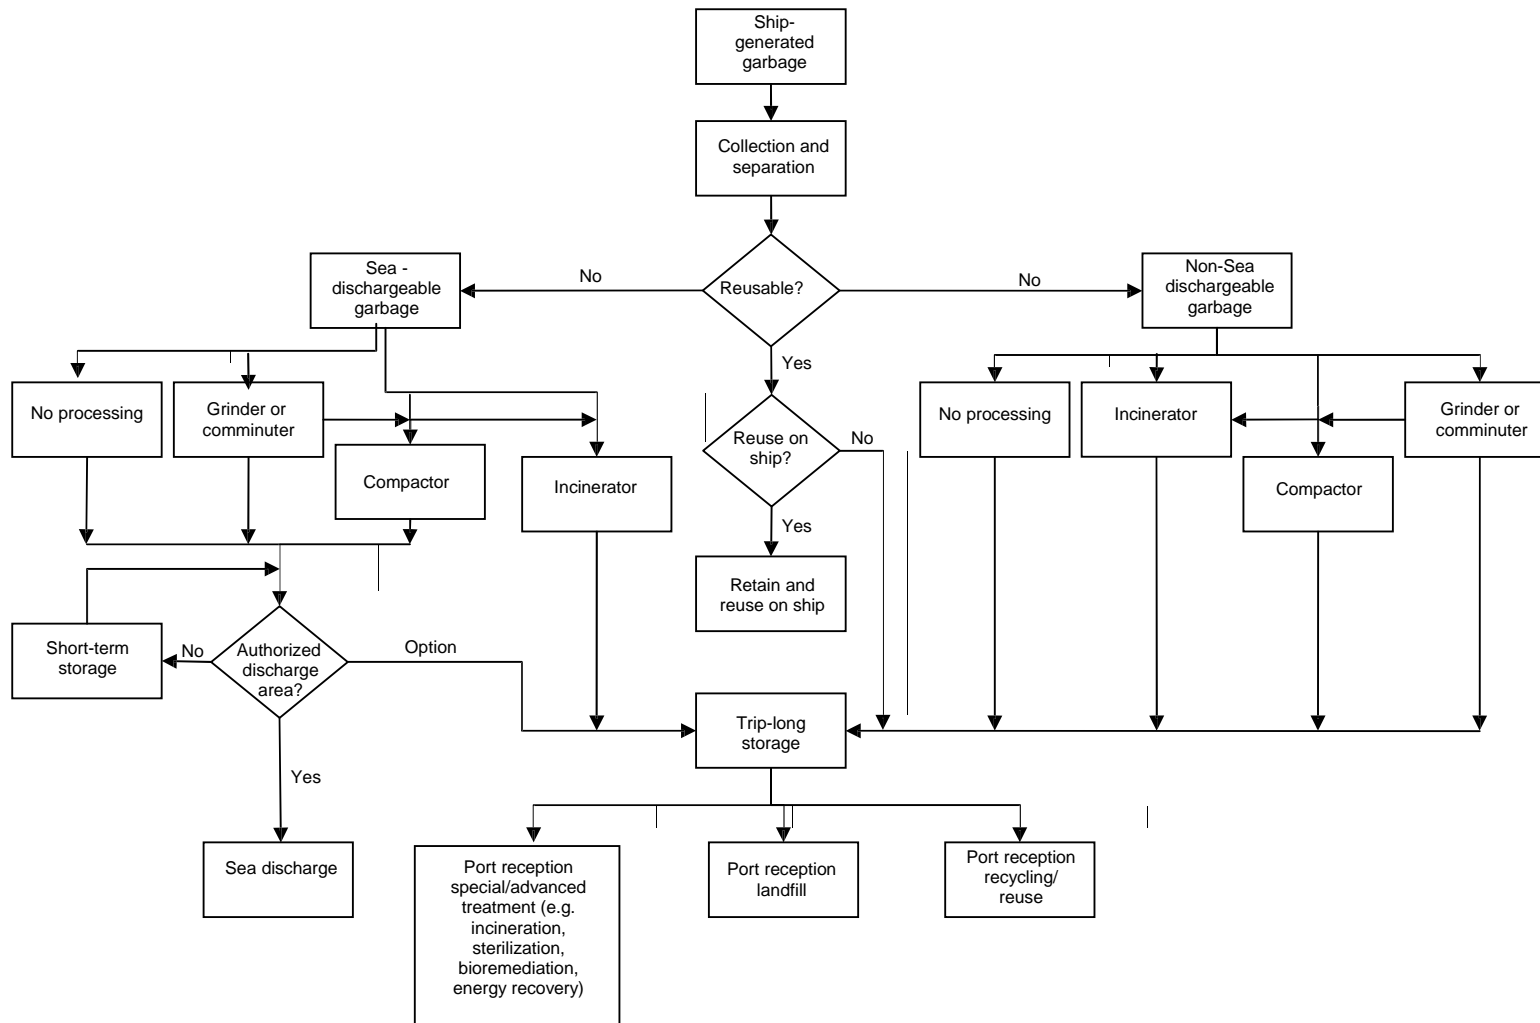 Ship-
generated
garbage
Collection and
separation
Sea -
dischargeable
garbage
No
Reusable?
No
Non-Sea
dischargeable
garbage
Yes
No processing
Grinder or
comminuter
Compactor
Incinerator
Reuse on
ship?
No
No processing
Incinerator
Compactor
Grinder or
comminuter
Yes
Retain and
reuse on ship
Short-term
storage
No
Authorized
discharge
area?
Option
Trip-long
storage
Yes
Sea discharge
Port reception
special/advanced
treatment (e.g.
incineration,
sterilization,
bioremediation,
energy recovery)
Port reception
landfill
Port reception
recycling/
reuse